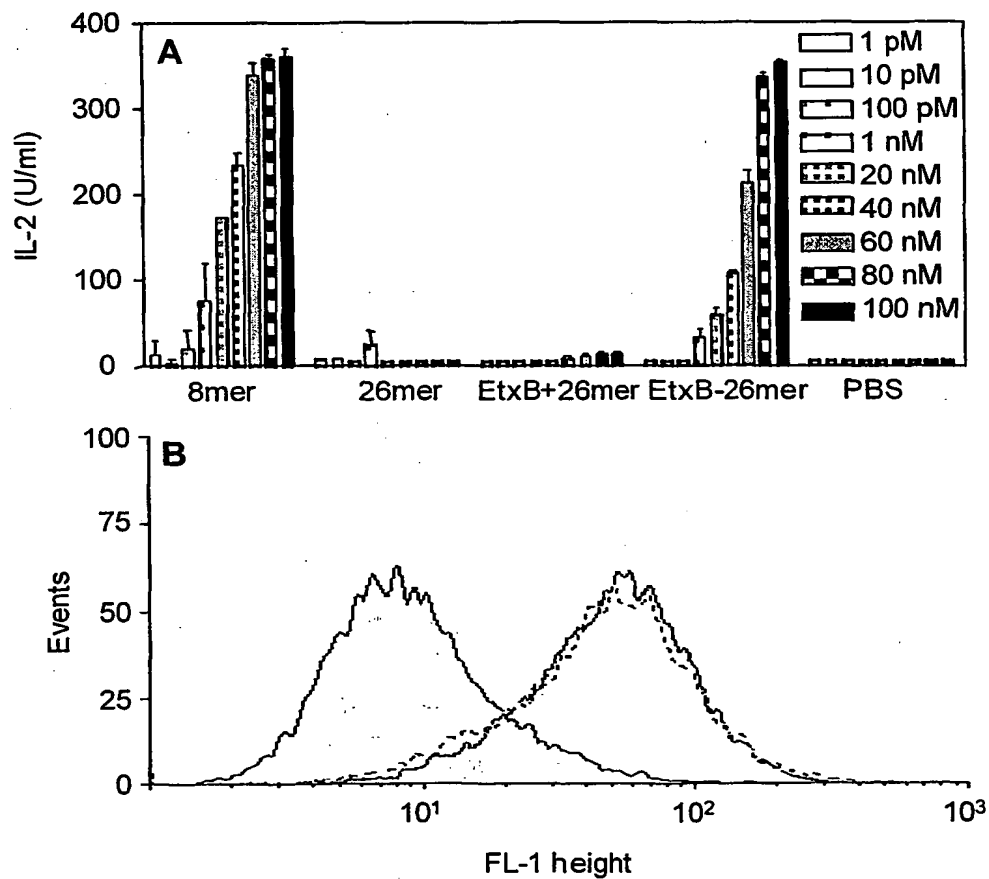 A
IL-2 (U/ml)
400
300
200
100
0
1 pM
10 pM
100 pM
1 nM
20 nM
40 nM
60 nM
80 nM
100 nM
8mer 26mer EtxB+26mer EtxB-26mer PBS
B
Events
100
75
50
25
0
10¹ 10² 10³
FL-1 height